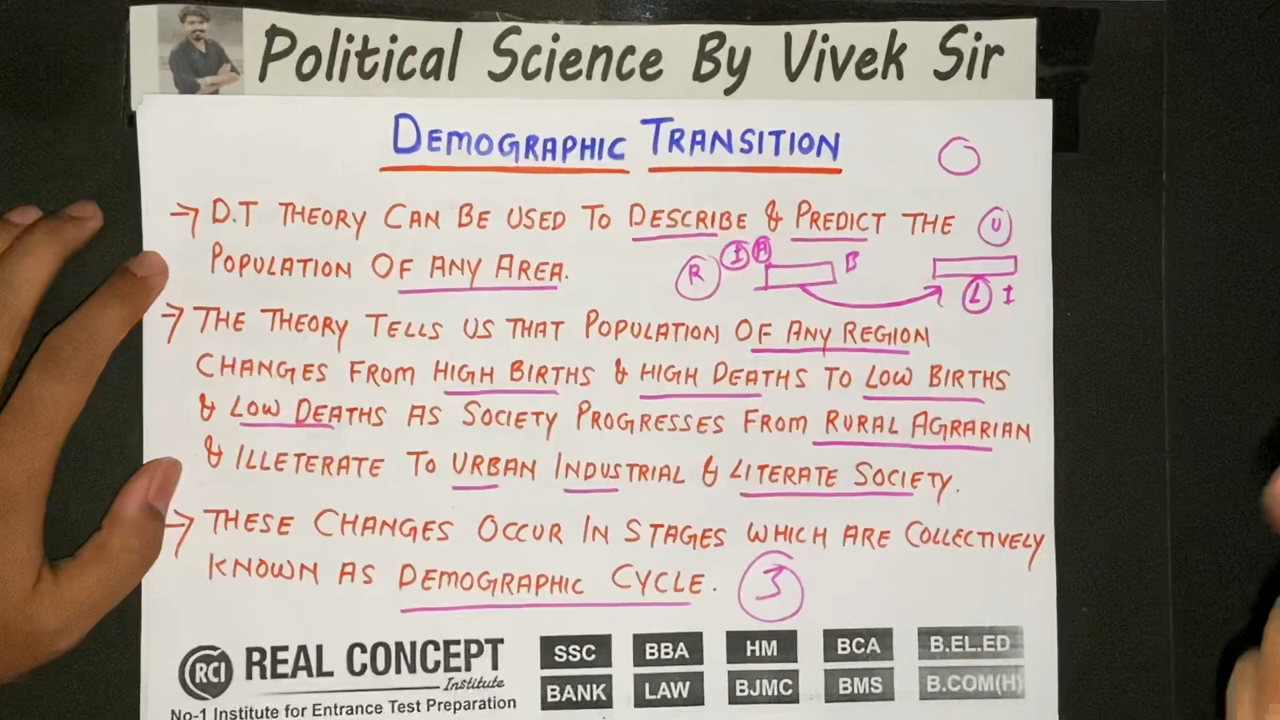 Political Science By Vivek Sir
DEMOGRAPHIC TRANSITION
→ D.T THEORY CAN BE USED TO DESCRIBE & PREDICT THE
POPULATION OF ANY AREA.
U
R I A B
L I
→ THE THEORY TELLS US THAT POPULATION OF ANY REGION
CHANGES FROM HIGH BIRTHS & HIGH DEATHS TO LOW BIRTHS
& LOW DEATHS AS SOCIETY PROGRESSES FROM RURAL AGRARIAN
& ILLETERATE TO URBAN INDUSTRIAL & LITERATE SOCIETY.
→ THESE CHANGES OCCUR IN STAGES WHICH ARE COLLECTIVELY
KNOWN AS DEMOGRAPHIC CYCLE. 3
RCI REAL CONCEPT
Institute
No-1 Institute for Entrance Test Preparation
SSC BBA HM BCA B.EL.ED
BANK LAW BJMC BMS B.COM(H)